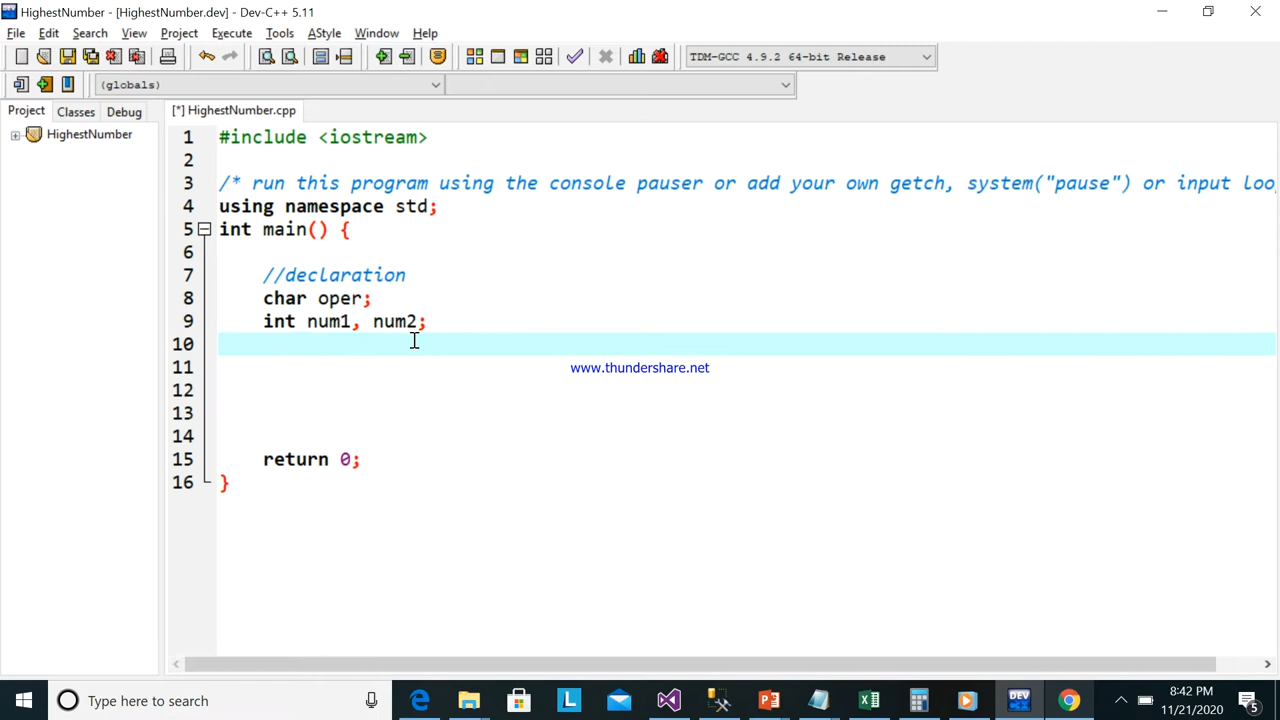 HighestNumber - [HighestNumber.dev] - Dev-C++ 5.11
File Edit Search View Project Execute Tools AStyle Window Help
TDM-GCC 4.9.2 64-bit Release
(globals)
Project Classes Debug
[*] HighestNumber.cpp
HighestNumber
1 #include <iostream>
2
3 /* run this program using the console pauser or add your own getch, system("pause") or input loo
4 using namespace std;
5 int main() {
6
7 //declaration
8 char oper;
9 int num1, num2;
10
11
www.thundershare.net
12
13
14
15 return 0;
16 }
Type here to search
DEV
8:42 PM
11/21/2020
5